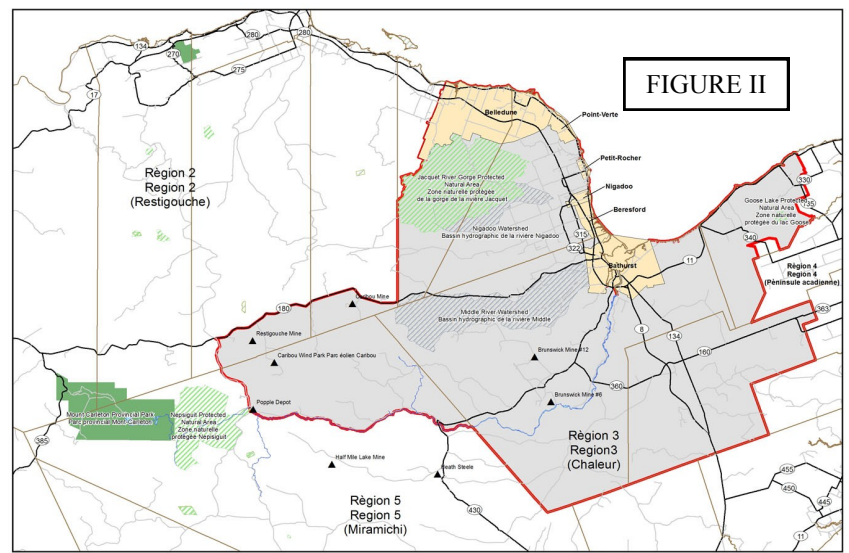 FIGURE II
134
280
280
270
275
17
Belledune
Point-Verte
Petit-Rocher
Nigadoo
Beresford
Bathurst
Règion 2
Region 2
(Restigouche)
Jacquet River Gorge Protected
Natural Area
Zone naturelle protégée
de la gorge de la rivière Jacquet
Nigadoo Watershed
Bassin hydrographic de la rivière Nigadoo
315
322
11
Goose Lake Protected
Natural Area
Zone naturelle
protégée du lac Goose
330
335
340
Règion 4
Region 4
(Péninsule acadienne)
363
180
Caribou Mine
Restigouche Mine
Caribou Wind Park Parc éolien Caribou
Middle River Watershed
Bassin hydrographic de la rivière Middle
8
134
160
360
Brunswick Mine #12
Brunswick Mine #6
Popple Depot
Mount Carleton Provincial Park
Parc provincial Mont-Carleton
Nepisiguit Protected
Natural Area
Zone naturelle
protégée Nepisiguit
385
Règion 3
Region3
(Chaleur)
Half Mile Lake Mine
Heath Steele
Règion 5
Region 5
(Miramichi)
430
455
450
445
11